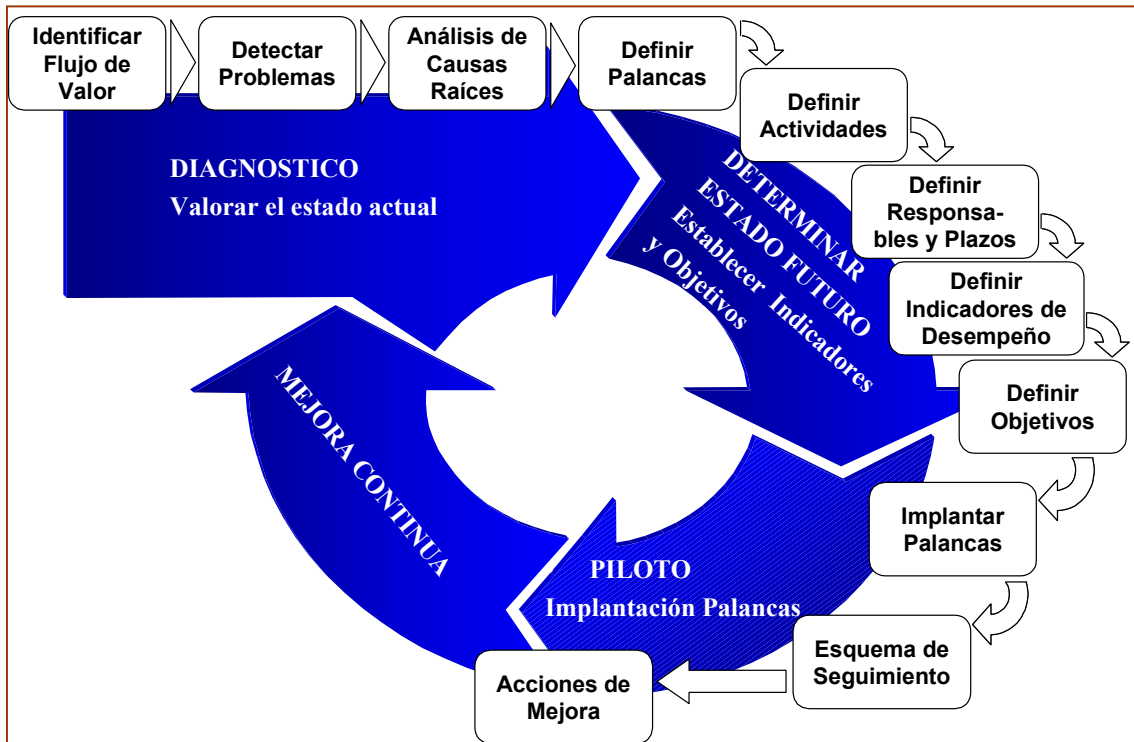 Identificar
Flujo de
Valor
Detectar
Problemas
Análisis de
Causas
Raíces
Definir
Palancas
Definir
Actividades
Definir
Responsa-
bles y Plazos
Definir
Indicadores de
Desempeño
Definir
Objetivos
Implantar
Palancas
Esquema de
Seguimiento
Acciones de
Mejora
DIAGNOSTICO
Valorar el estado actual
DETERMINAR
ESTADO FUTURO
Establecer Indicadores
y Objetivos
PILOTO
Implantación Palancas
MEJORA CONTINUA